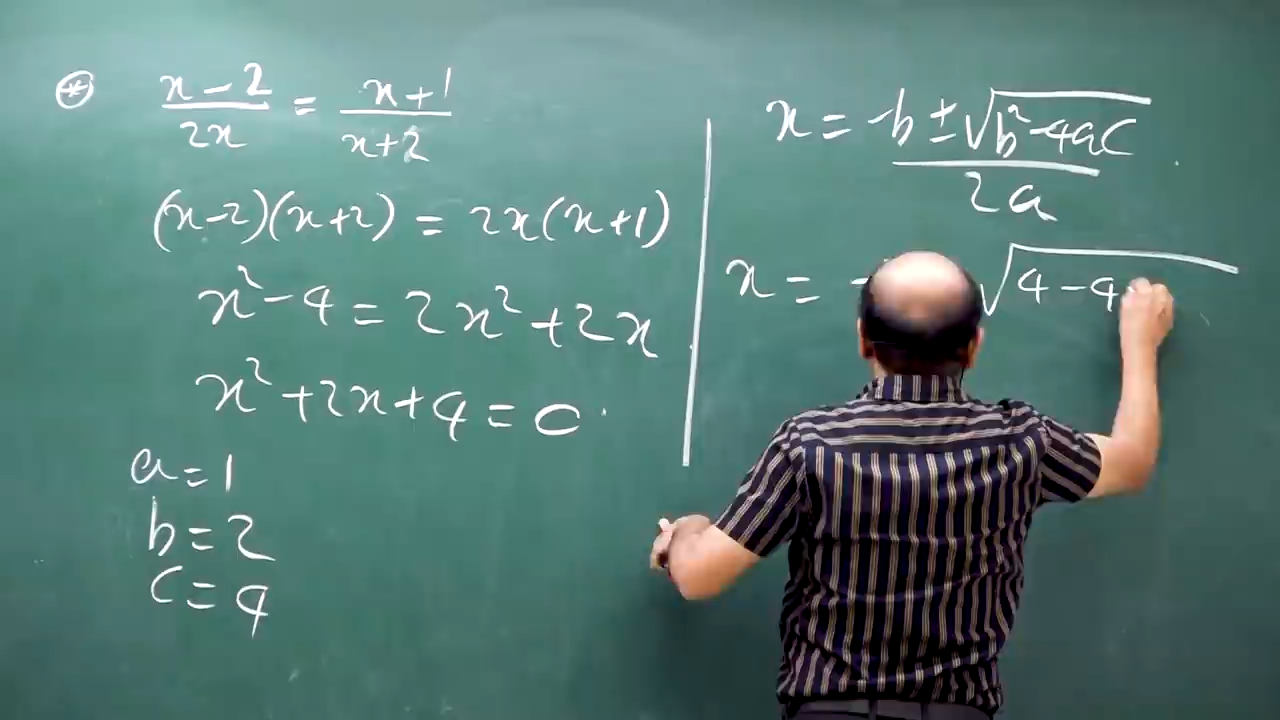 ⊛ (x-2)/(2x) = (x+1)/(x+2)
(x-2)(x+2) = 2x(x+1)
x²-4 = 2x²+2x
x²+2x+4=0
a=1
b=2
c=4
x = (-b±√(b²-4ac))/(2a)
x = - √4-4